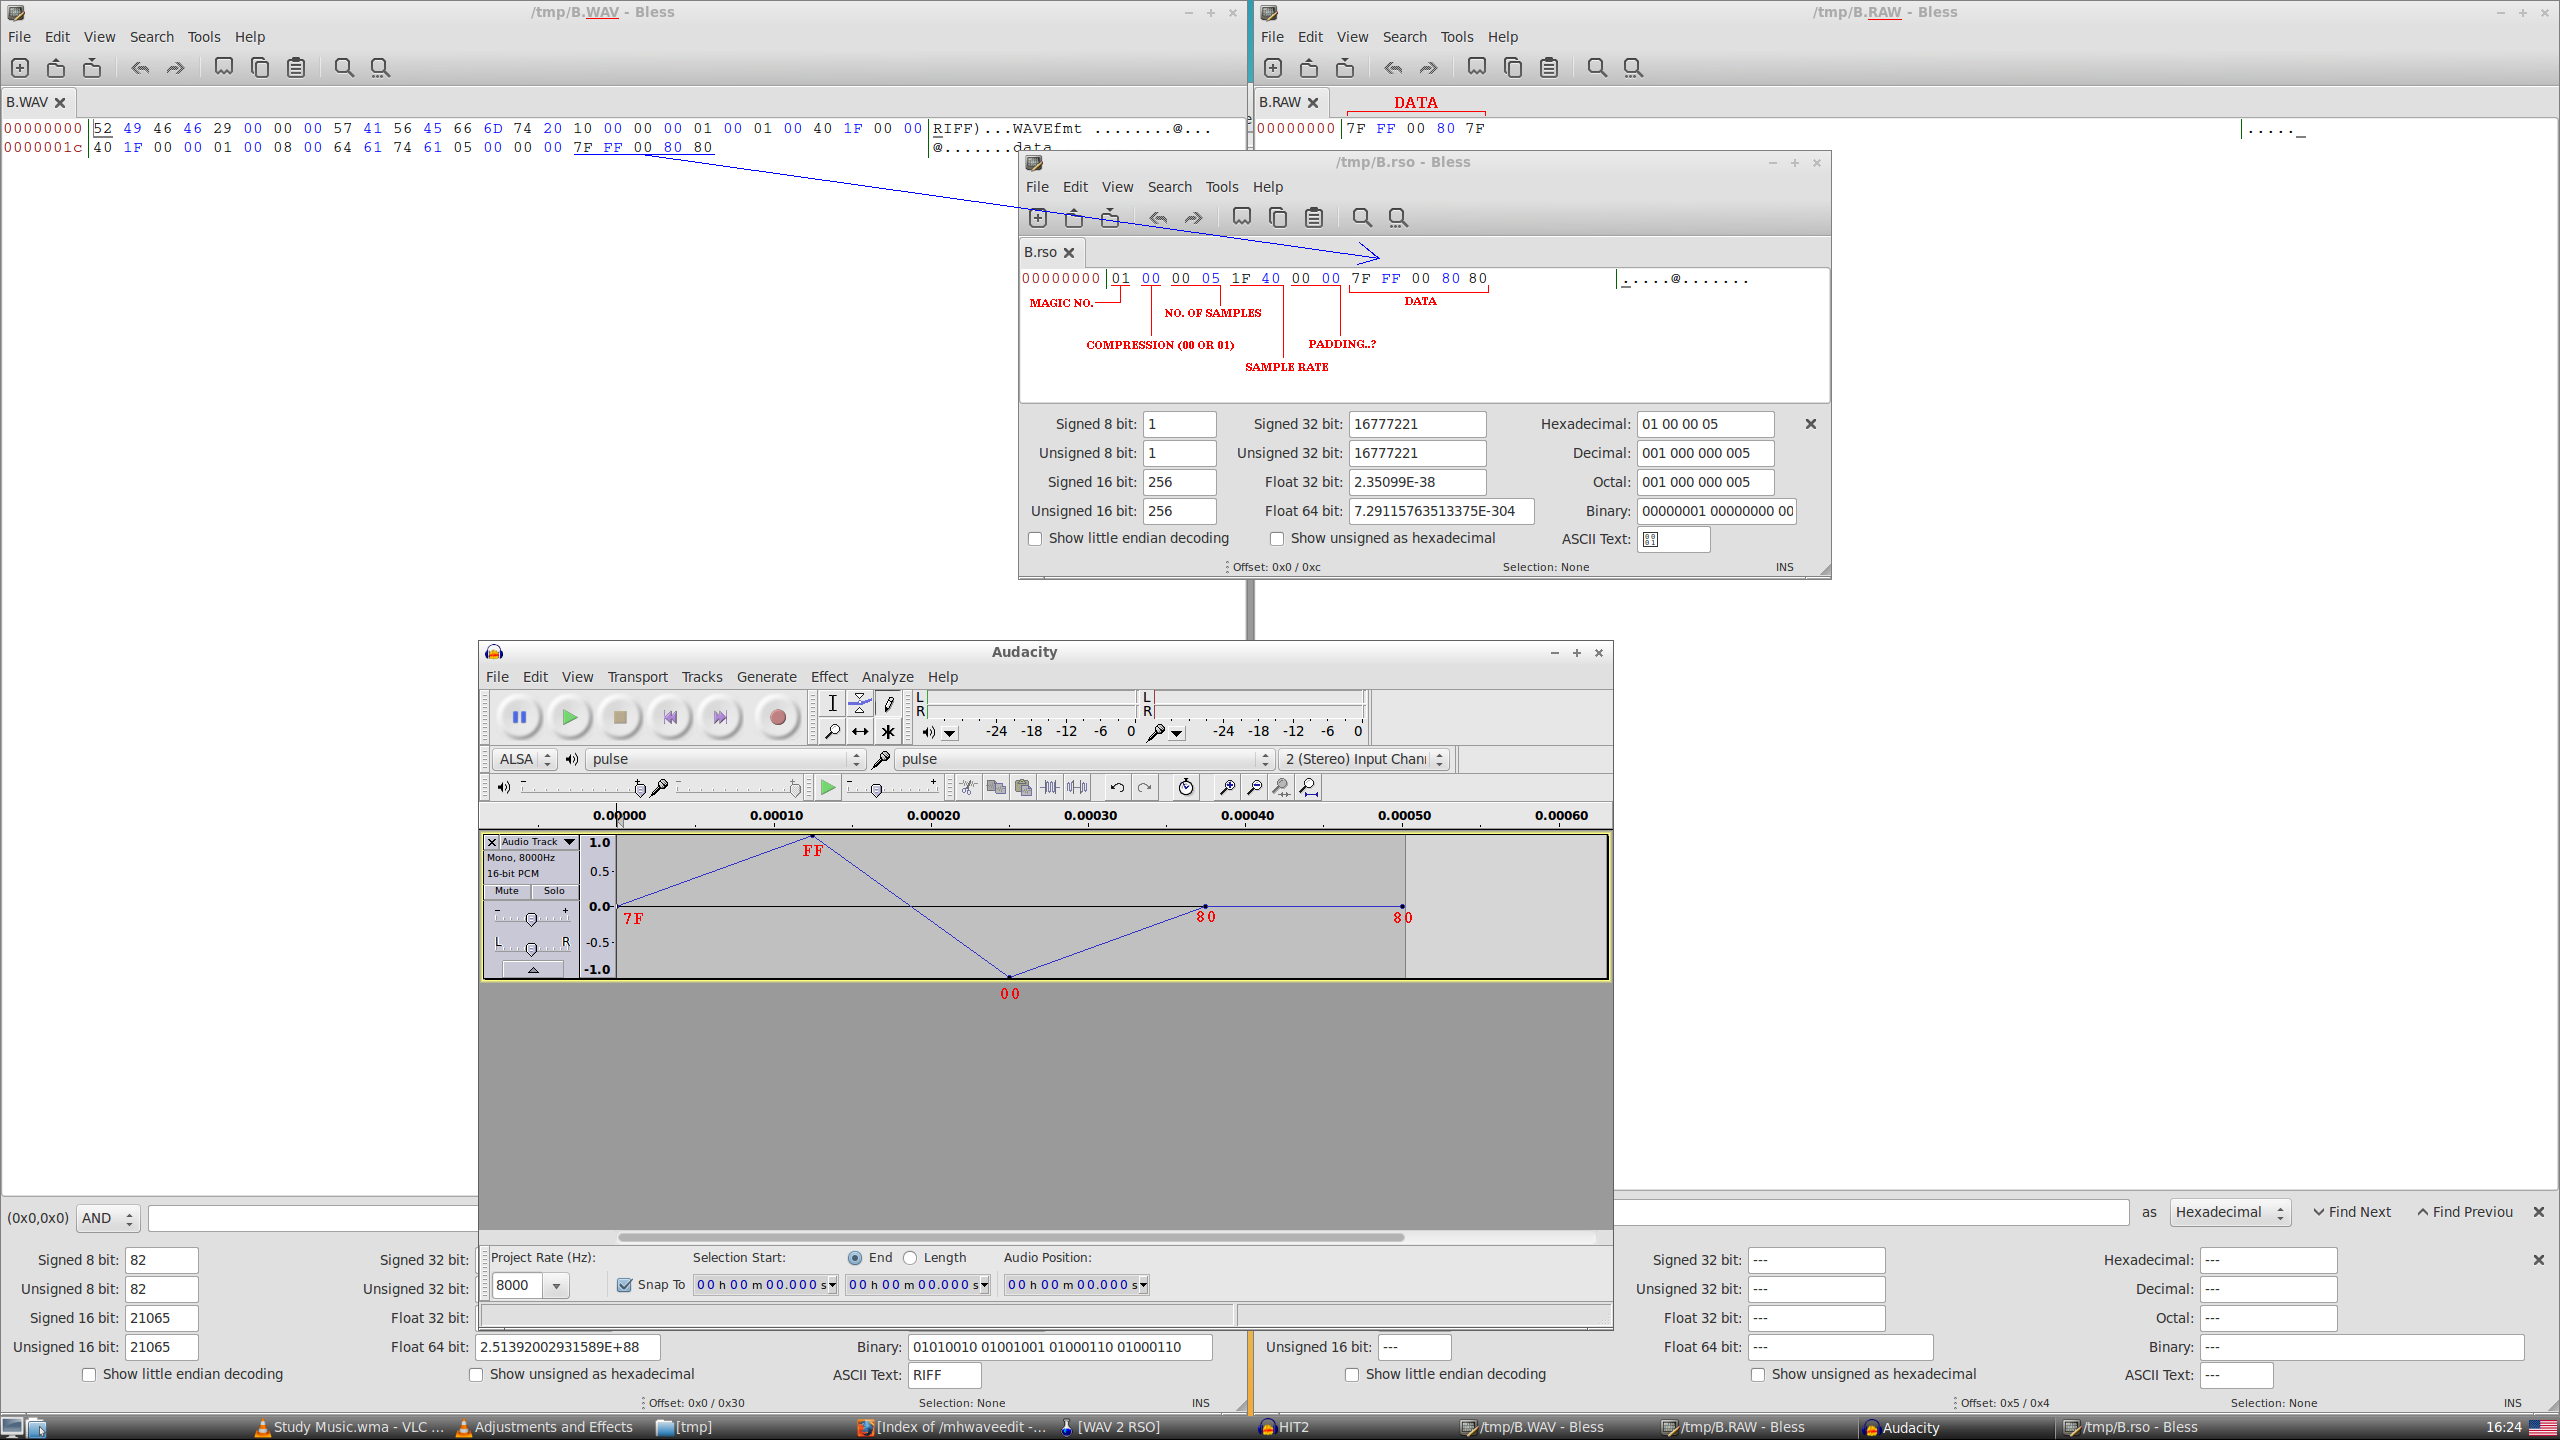 /tmp/B.WAV - Bless
File Edit View Search Tools Help
B.WAV
00000000 52 49 46 46 29 00 00 00 57 41 56 45 66 6D 74 20 10 00 00 00 01 00 01 00 40 1F 00 00 RIFF)...WAVEfmt ........@...
0000001c 40 1F 00 00 01 00 08 00 64 61 74 61 05 00 00 00 7F FF 00 80 80 @.......data
/tmp/B.RAW - Bless
File Edit View Search Tools Help
B.RAW DATA
00000000 7F FF 00 80 7F .....
/tmp/B.rso - Bless
File Edit View Search Tools Help
B.rso
00000000 01 00 00 05 1F 40 00 00 7F FF 00 80 80 .....@.......
MAGIC NO. DATA
NO. OF SAMPLES
COMPRESSION (00 OR 01) PADDING..?
SAMPLE RATE
Signed 8 bit: 1 Signed 32 bit: 16777221 Hexadecimal: 01 00 00 05
Unsigned 8 bit: 1 Unsigned 32 bit: 16777221 Decimal: 001 000 000 005
Signed 16 bit: 256 Float 32 bit: 2.35099E-38 Octal: 001 000 000 005
Unsigned 16 bit: 256 Float 64 bit: 7.29115763513375E-304 Binary: 00000001 00000000 00
Show little endian decoding Show unsigned as hexadecimal ASCII Text:
Offset: 0x0 / 0xc Selection: None INS
Audacity
File Edit View Transport Tracks Generate Effect Analyze Help
L L
R R
-24 -18 -12 -6 0 -24 -18 -12 -6 0
ALSA pulse pulse 2 (Stereo) Input Chann
0.00000 0.00010 0.00020 0.00030 0.00040 0.00050 0.00060
Audio Track 1.0
FF
Mono, 8000Hz
16-bit PCM 0.5
Mute Solo
0.0
7F 80 80
L R -0.5
-1.0
00
Project Rate (Hz): Selection Start: End Length Audio Position:
8000 Snap To 00 h 00 m 00.000 s 00 h 00 m 00.000 s 00 h 00 m 00.000 s
(0x0,0x0) AND
Signed 8 bit: 82 Signed 32 bit:
Unsigned 8 bit: 82 Unsigned 32 bit:
Signed 16 bit: 21065 Float 32 bit:
Unsigned 16 bit: 21065 Float 64 bit: 2.51392002931589E+88 Binary: 01010010 01001001 01000110 01000110
Show little endian decoding Show unsigned as hexadecimal ASCII Text: RIFF
Offset: 0x0 / 0x30 Selection: None INS
as Hexadecimal Find Next Find Previou
Signed 32 bit: --- Hexadecimal: ---
Unsigned 32 bit: --- Decimal: ---
Float 32 bit: --- Octal: ---
Unsigned 16 bit: --- Float 64 bit: --- Binary: ---
Show little endian decoding Show unsigned as hexadecimal ASCII Text: ---
Offset: 0x5 / 0x4 Selection: None INS
Study Music.wma - VLC ... Adjustments and Effects [tmp] [Index of /mhwaveedit -... [WAV 2 RSO] HIT2 /tmp/B.WAV - Bless /tmp/B.RAW - Bless Audacity /tmp/B.rso - Bless 16:24